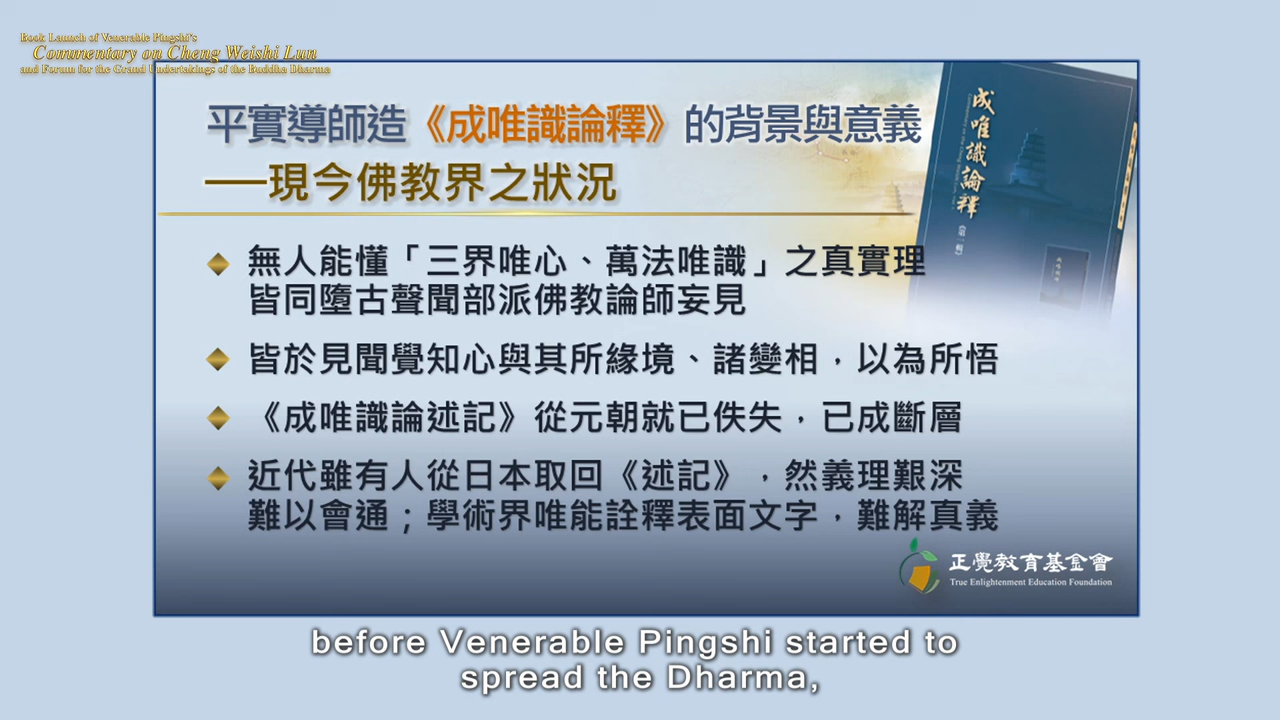 Book Launch of Venerable Pingshi's
Commentary on Cheng Weishi Lun
and Forum for the Grand Undertakings of the Buddha Dharma
平實導師造《成唯識論釋》的背景與意義
──現今佛教界之狀況
成唯識論釋
《第一輯》
無人能懂「三界唯心、萬法唯識」之真實理
皆同墮古聲聞部派佛教論師妄見
皆於見聞覺知心與其所緣境、諸變相，以為所悟
《成唯識論述記》從元朝就已佚失，已成斷層
近代雖有人從日本取回《述記》，然義理艱深
難以會通；學術界唯能詮釋表面文字，難解真義
正覺教育基金會
True Enlightenment Education Foundation
before Venerable Pingshi started to
spread the Dharma,